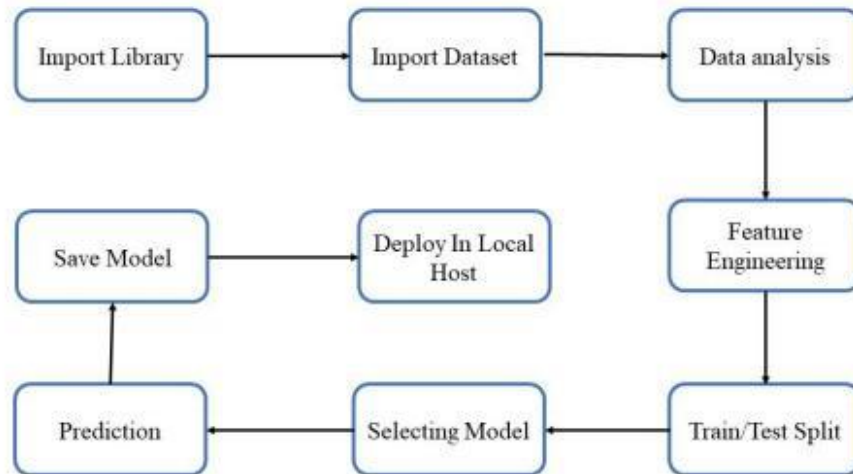 Import Library
Import Dataset
Data analysis
Feature
Engineering
Train/Test Split
Selecting Model
Prediction
Save Model
Deploy In Local
Host